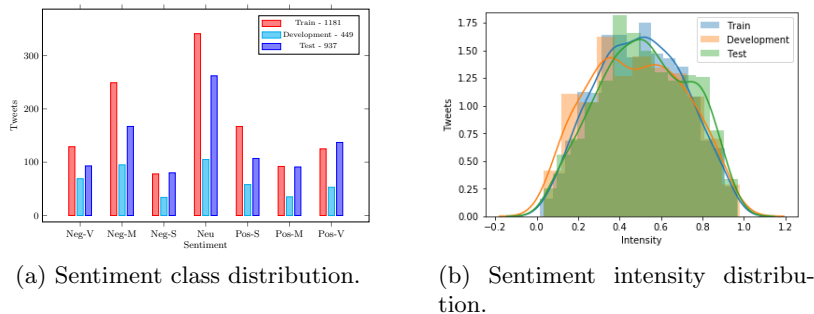 Train - 1181
Development - 449
Test - 937
300
200
100
0
Tweets
Neg-V Neg-M Neg-S Neu Pos-S Pos-M Pos-V
Sentiment
(a) Sentiment class distribution.
Train
Development
Test
1.75
1.50
1.25
1.00
0.75
0.50
0.25
0.00
Tweets
−0.2 0.0 0.2 0.4 0.6 0.8 1.0 1.2
Intensity
(b) Sentiment intensity distribu-
tion.